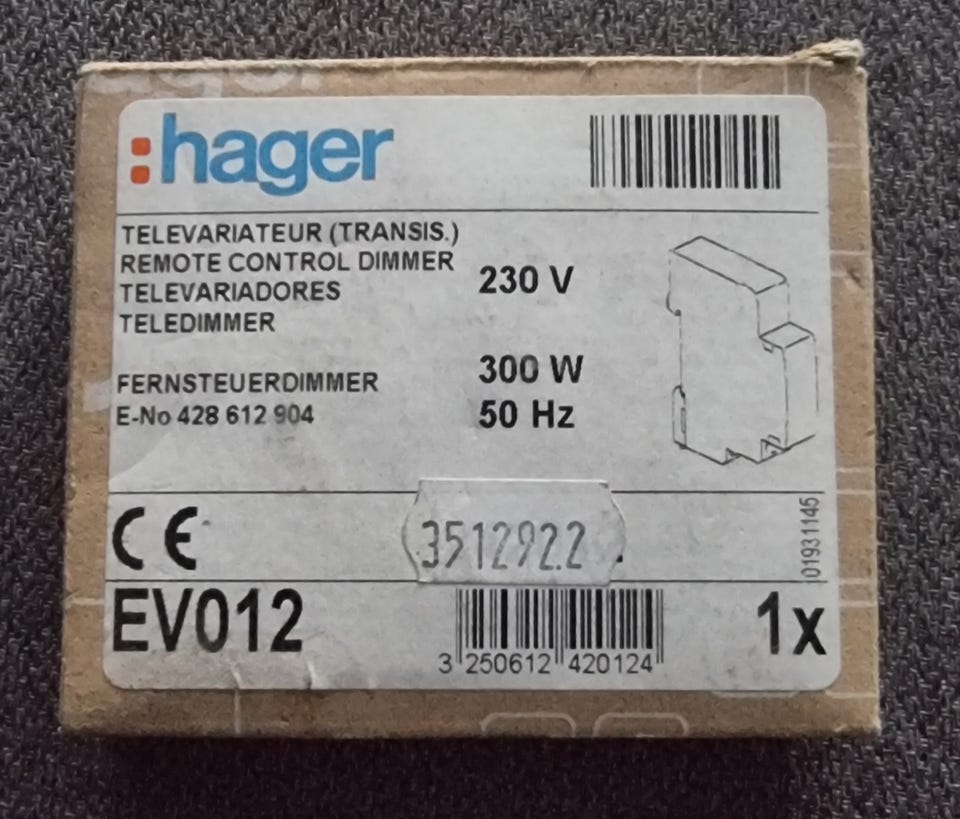 :hager
TELEVARIATEUR (TRANSIS.)
REMOTE CONTROL DIMMER
TELEVARIADORES
TELEDIMMER
230 V
FERNSTEUERDIMMER
E-No 428 612 904
300 W
50 Hz
CE
3512922
01931145
EV012
3 250612 420124
1x